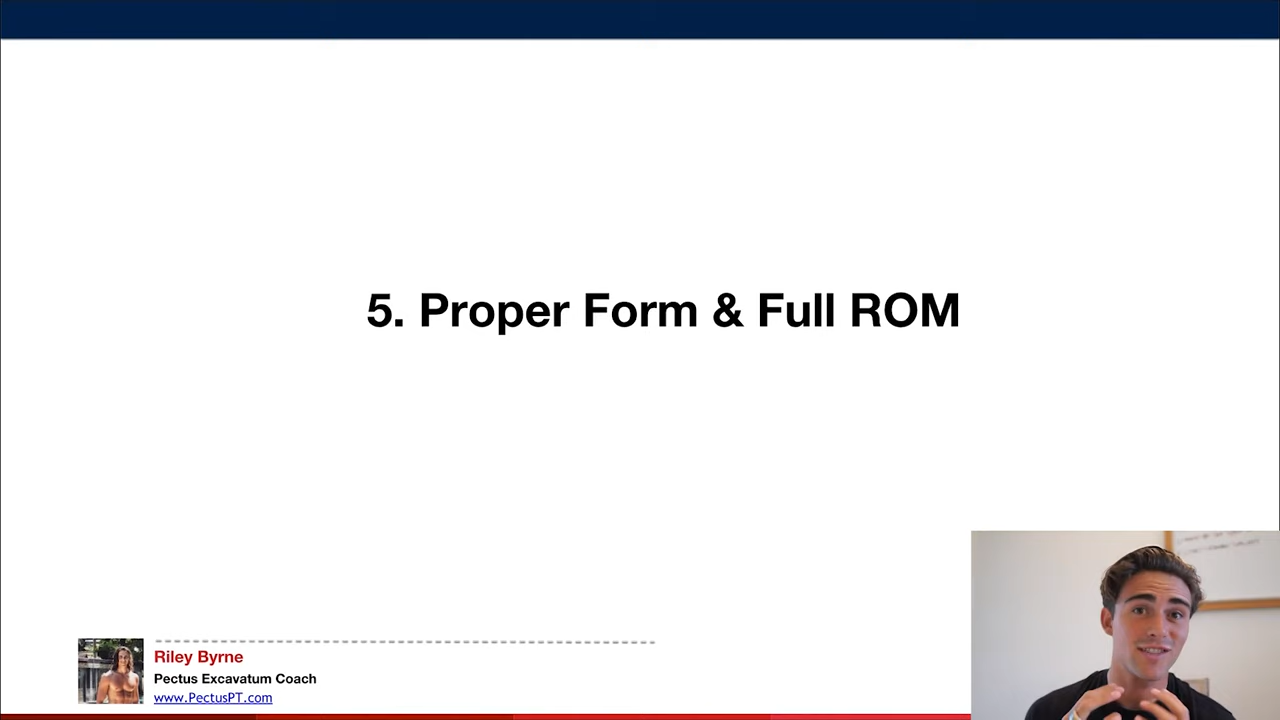 5. Proper Form & Full ROM
Riley Byrne
Pectus Excavatum Coach
www.PectusPT.com